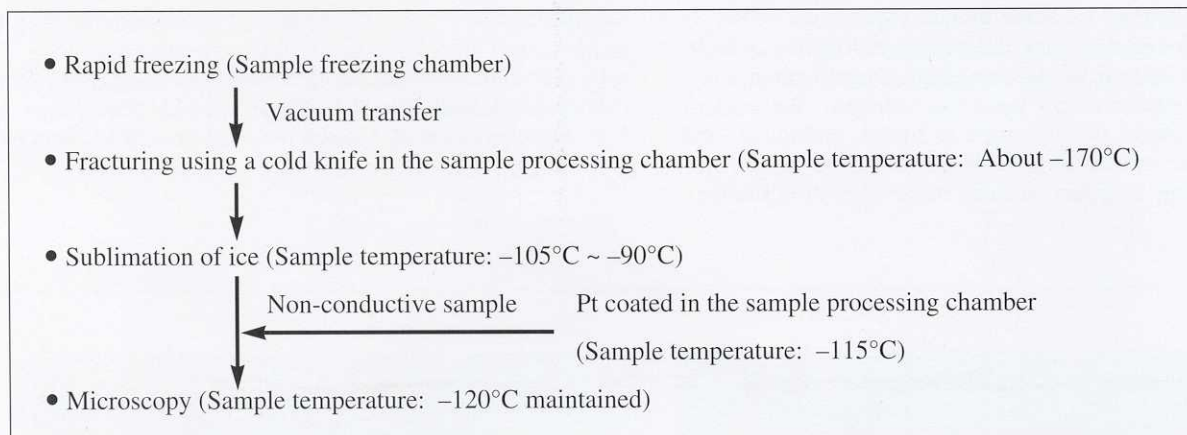 • Rapid freezing (Sample freezing chamber)
Vacuum transfer
• Fracturing using a cold knife in the sample processing chamber (Sample temperature: About –170°C)
• Sublimation of ice (Sample temperature: –105°C ~ –90°C)
Non-conductive sample Pt coated in the sample processing chamber
(Sample temperature: –115°C)
• Microscopy (Sample temperature: –120°C maintained)